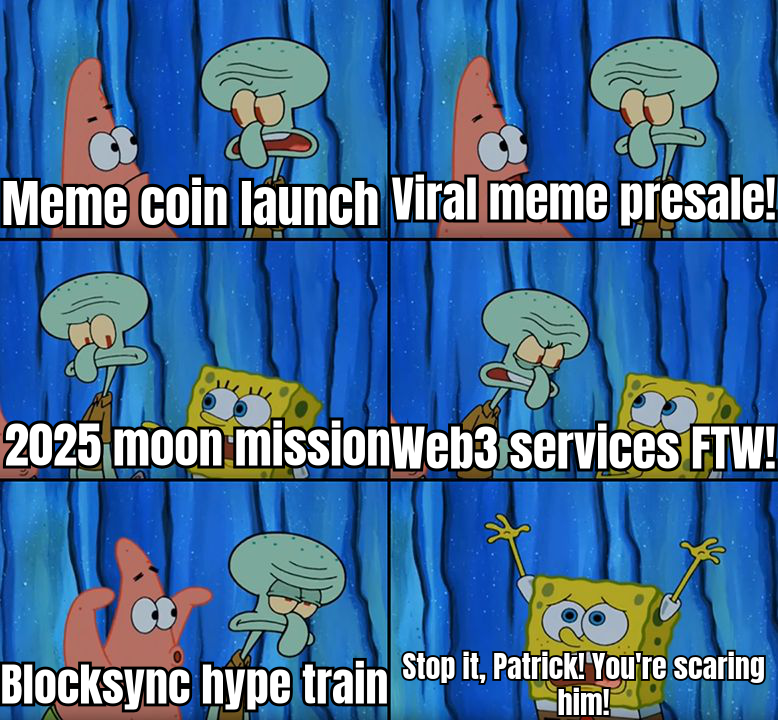 Meme coin launch
Viral meme presale!
2025 moon mission
Web3 services FTW!
Blocksync hype train
Stop it, Patrick! You're scaring
him!